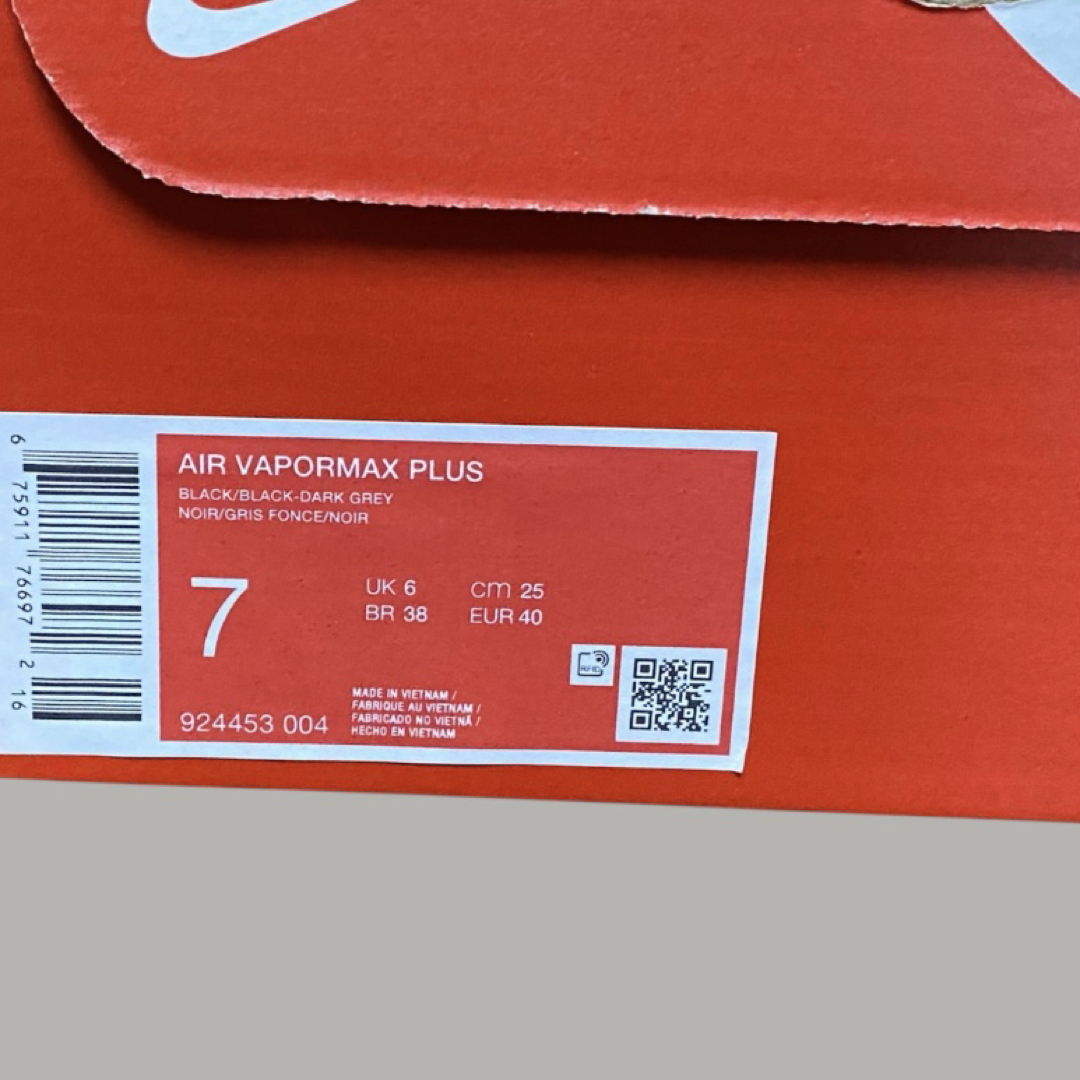 AIR VAPORMAX PLUS
BLACK/BLACK-DARK GREY
NOIR/GRIS FONCE/NOIR
7
UK 6 cm 25
BR 38 EUR 40
RFID
MADE IN VIETNAM /
FABRIQUE AU VIETNAM /
FABRICADO NO VIETNÃ /
HECHO EN VIETNAM
924453 004
6 75911 76697 2 16